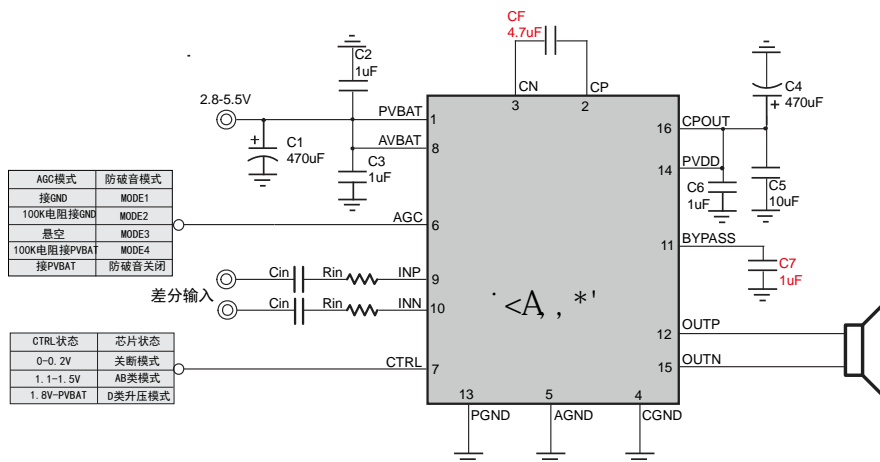 CF
4.7uF
CN
CP
3
2
C2
1uF
2.8-5.5V
PVBAT
1
C1
470uF
AVBAT
8
C3
1uF
C4
470uF
CPOUT
16
PVDD
14
C6
1uF
C5
10uF
AGC模式 防破音模式
接GND MODE1
100K电阻接GND MODE2
悬空 MODE3
100K电阻接PVBAT MODE4
接PVBAT 防破音关闭
AGC
6
BYPASS
11
C7
1uF
差分输入
Cin Rin INP
9
Cin Rin INN
10
OUTP
12
OUTN
15
CTRL状态 芯片状态
0-0.2V 关断模式
1.1-1.5V AB类模式
1.8V-PVBAT D类升压模式
CTRL
7
13
PGND
5
AGND
4
CGND